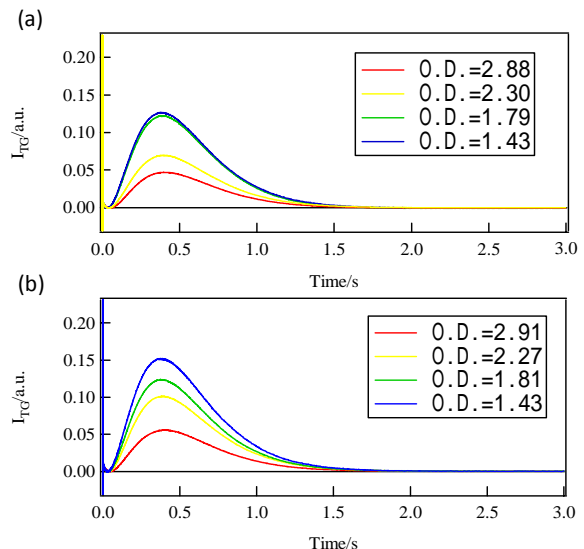 (a)
0.20
0.15
0.10
0.05
0.00
I_TG/a.u.
O.D.=2.88
O.D.=2.30
O.D.=1.79
O.D.=1.43
0.0 0.5 1.0 1.5 2.0 2.5 3.0
Time/s
(b)
0.20
0.15
0.10
0.05
0.00
I_TG/a.u.
O.D.=2.91
O.D.=2.27
O.D.=1.81
O.D.=1.43
0.0 0.5 1.0 1.5 2.0 2.5 3.0
Time/s